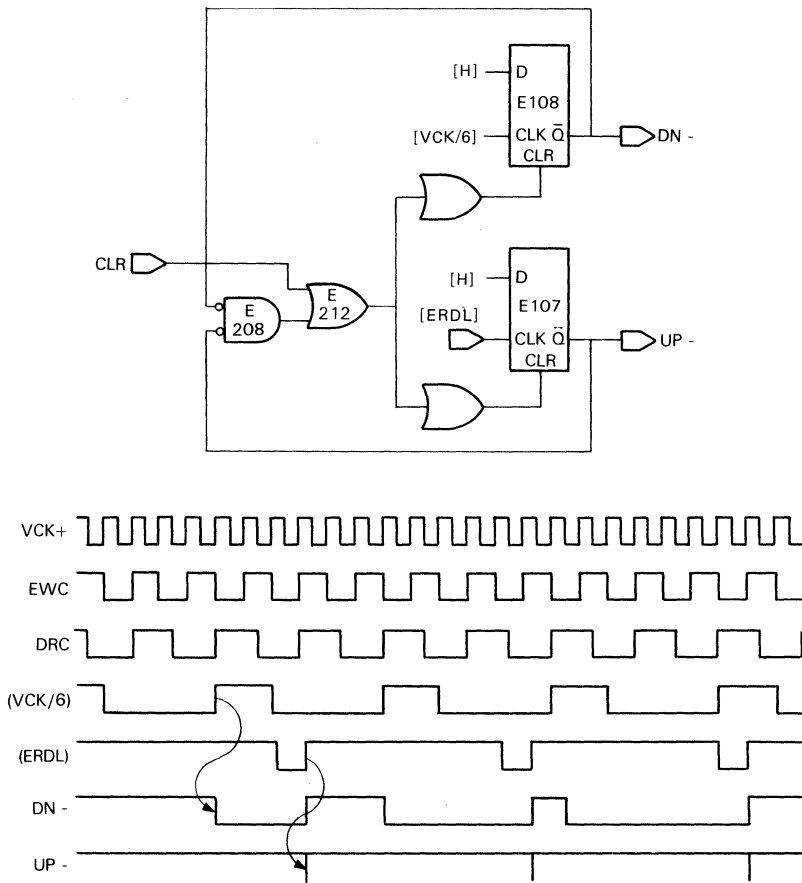 [H]
D
E108
[VCK/6]
CLK Q̄
DN -
CLR
CLR
[H]
D
E
208
E
212
[ERDL]
E107
CLK Q̄
UP -
CLR
VCK+
EWC
DRC
(VCK/6)
(ERDL)
DN -
UP -